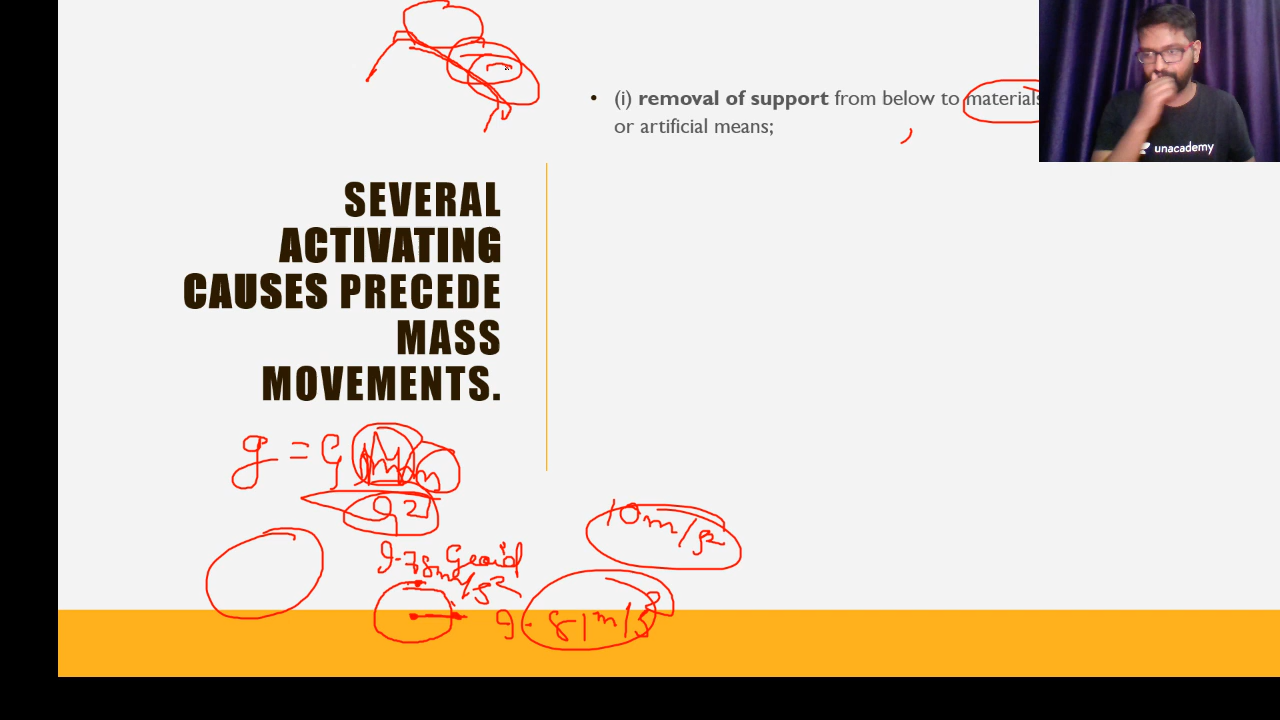 (i) removal of support from below to materials
or artificial means;
unacademy
SEVERAL
ACTIVATING
CAUSES PRECEDE
MASS
MOVEMENTS.
g = G
10m/s²
9.78m/s²
Geoid
9.81m/s²